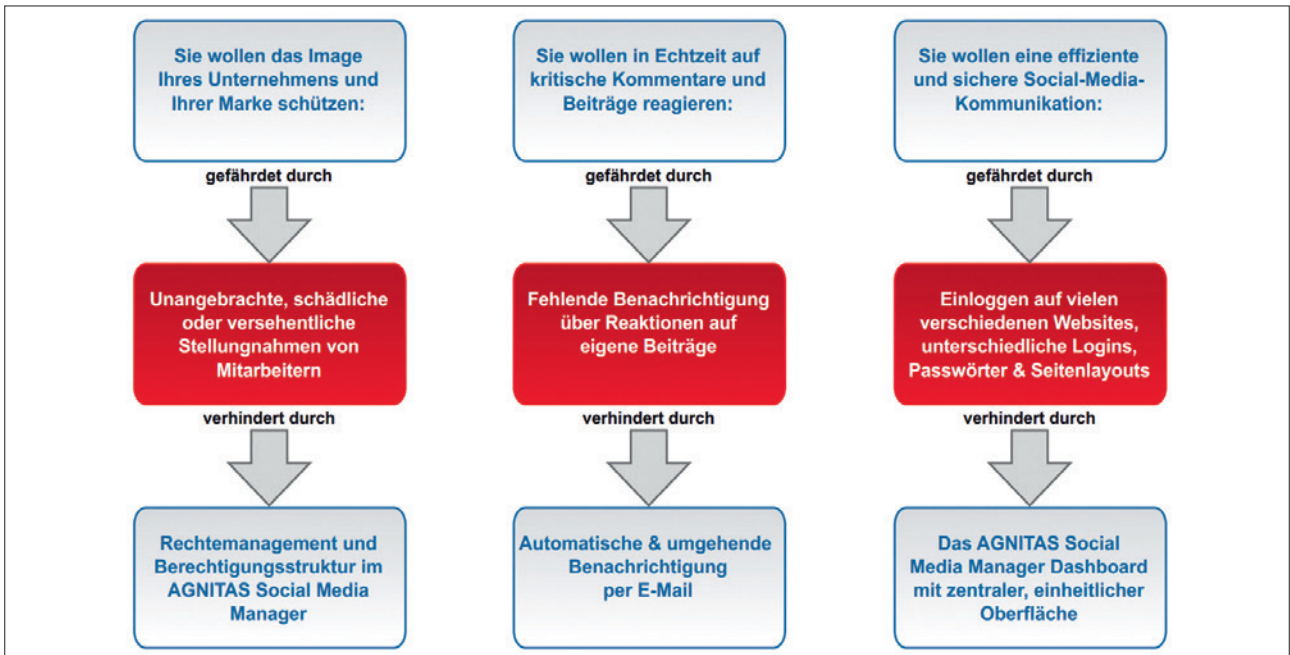 Sie wollen das Image
Ihres Unternehmens und
Ihrer Marke schützen:
gefährdet durch
Unangebrachte, schädliche
oder versehentliche
Stellungnahmen von
Mitarbeitern
verhindert durch
Rechtemanagement und
Berechtigungsstruktur im
AGNITAS Social Media
Manager
Sie wollen in Echtzeit auf
kritische Kommentare und
Beiträge reagieren:
gefährdet durch
Fehlende Benachrichtigung
über Reaktionen auf
eigene Beiträge
verhindert durch
Automatische & umgehende
Benachrichtigung
per E-Mail
Sie wollen eine effiziente
und sichere Social-Media-
Kommunikation:
gefährdet durch
Einloggen auf vielen
verschiedenen Websites,
unterschiedliche Logins,
Passwörter & Seitenlayouts
verhindert durch
Das AGNITAS Social
Media Manager Dashboard
mit zentraler, einheitlicher
Oberfläche